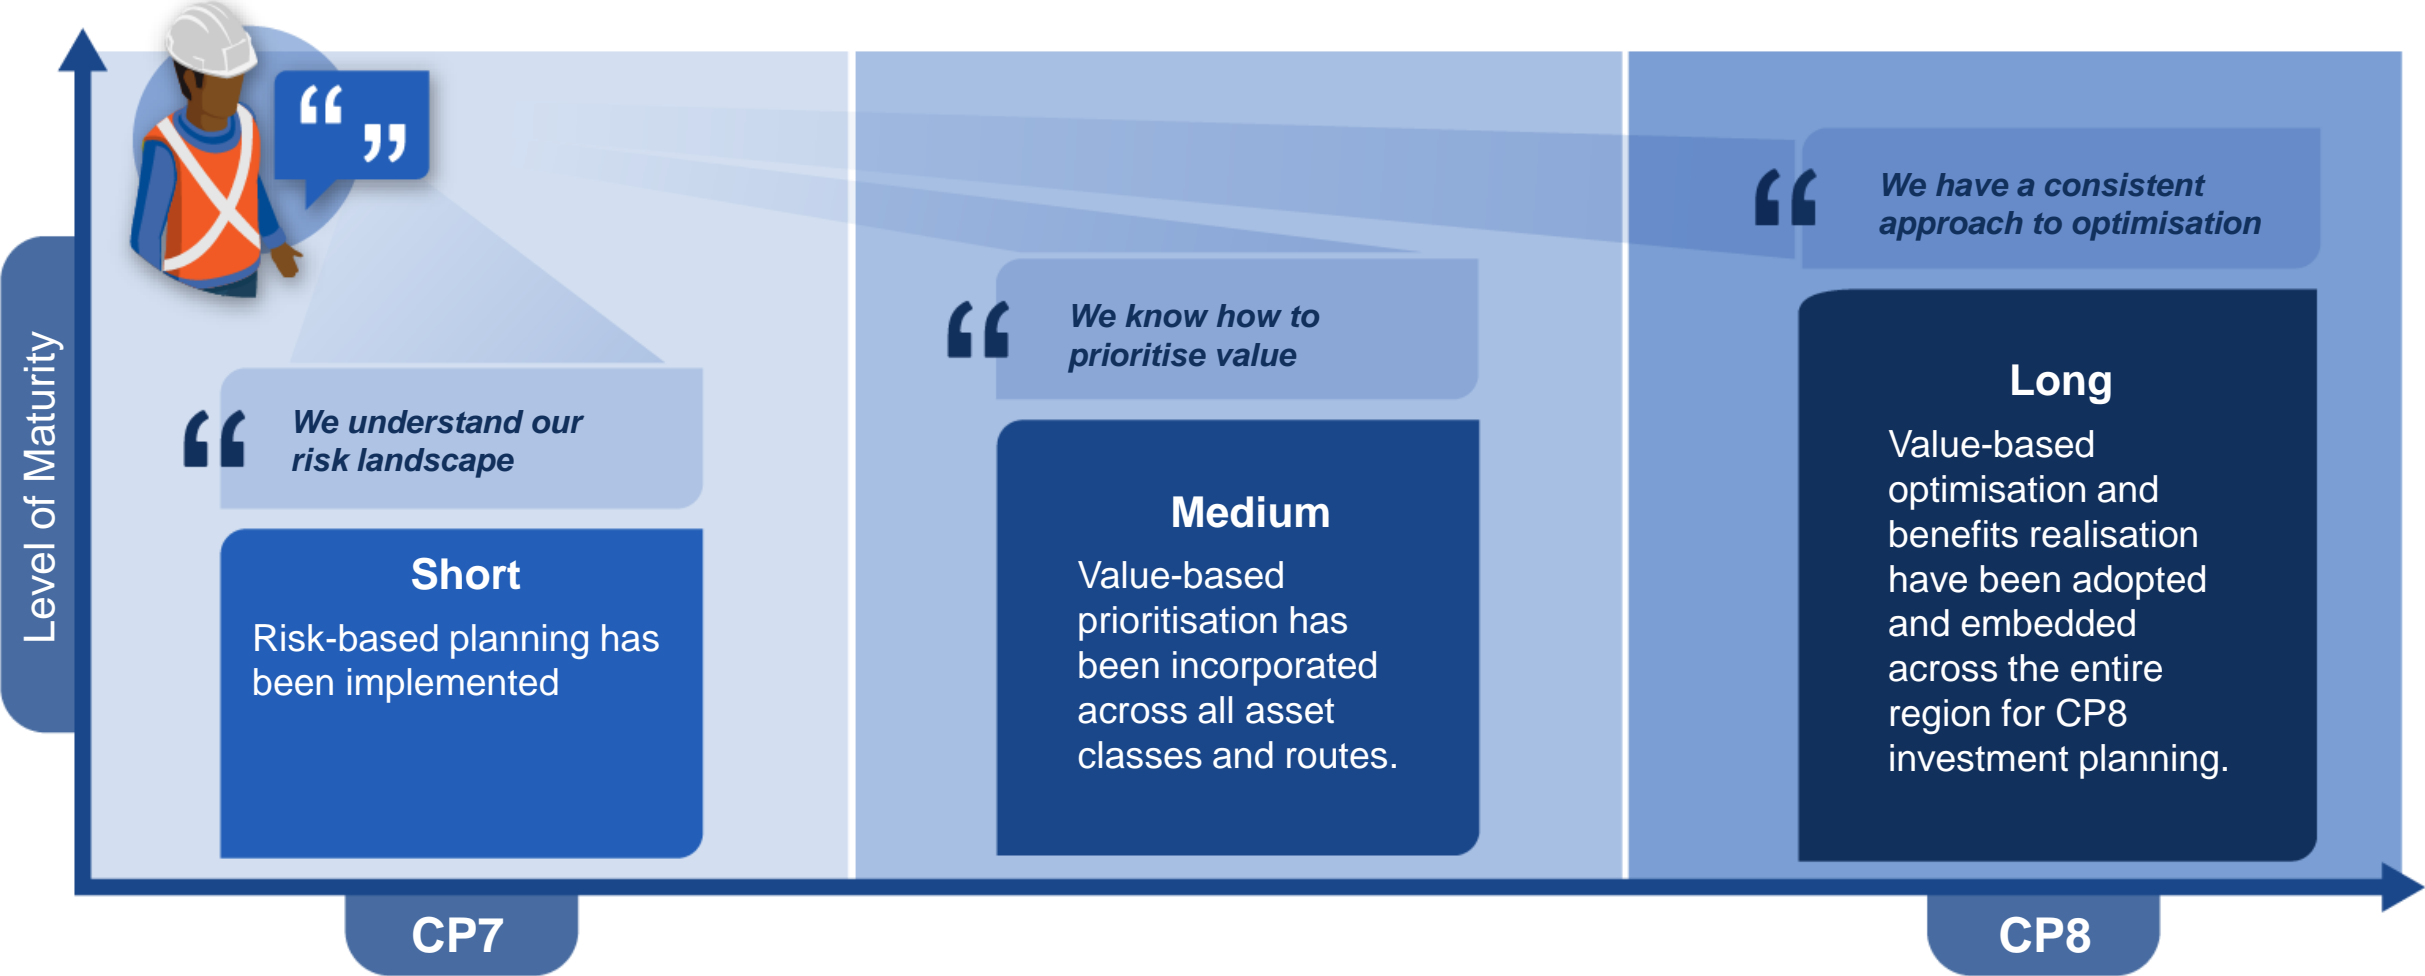 Level of Maturity
“ ”
“ We understand our
risk landscape
Short
Risk-based planning has
been implemented
“ We know how to
prioritise value
Medium
Value-based
prioritisation has
been incorporated
across all asset
classes and routes.
“ We have a consistent
approach to optimisation
Long
Value-based
optimisation and
benefits realisation
have been adopted
and embedded
across the entire
region for CP8
investment planning.
CP7
CP8